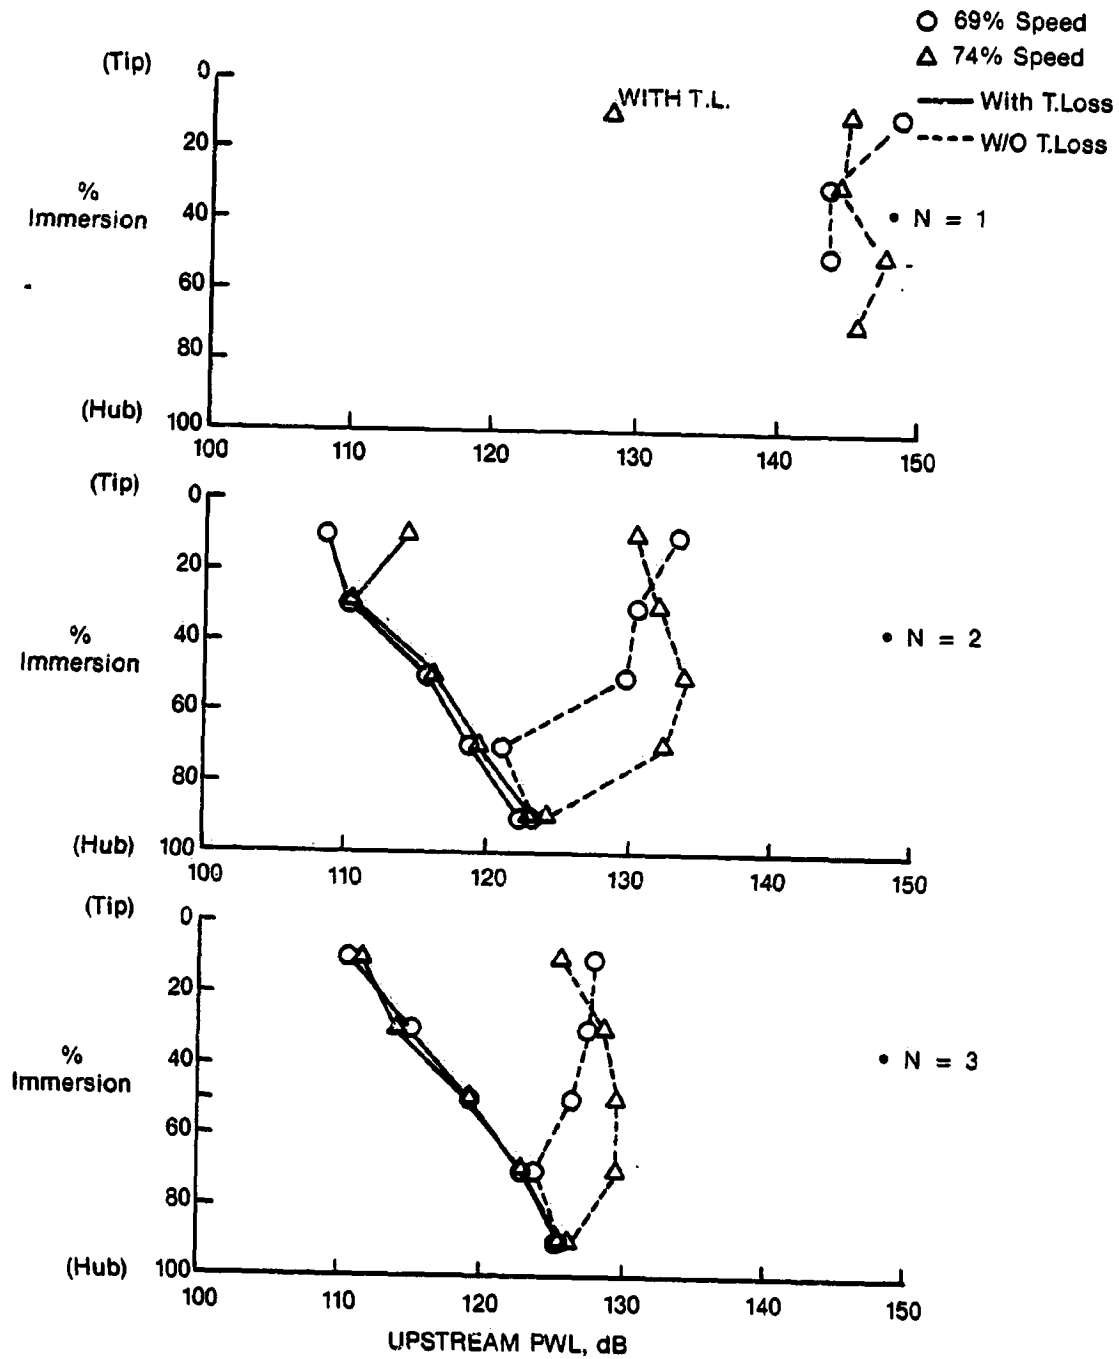 69% Speed
74% Speed
With T.Loss
W/O T.Loss
(Tip)
0
WITH T.L.
20
%
Immersion
40
• N = 1
60
80
(Hub)
100
100 110 120 130 140 150
(Tip)
0
20
%
Immersion
40
• N = 2
60
80
(Hub)
100
100 110 120 130 140 150
(Tip)
0
20
%
Immersion
40
• N = 3
60
80
(Hub)
100
100 110 120 130 140 150
UPSTREAM PWL, dB